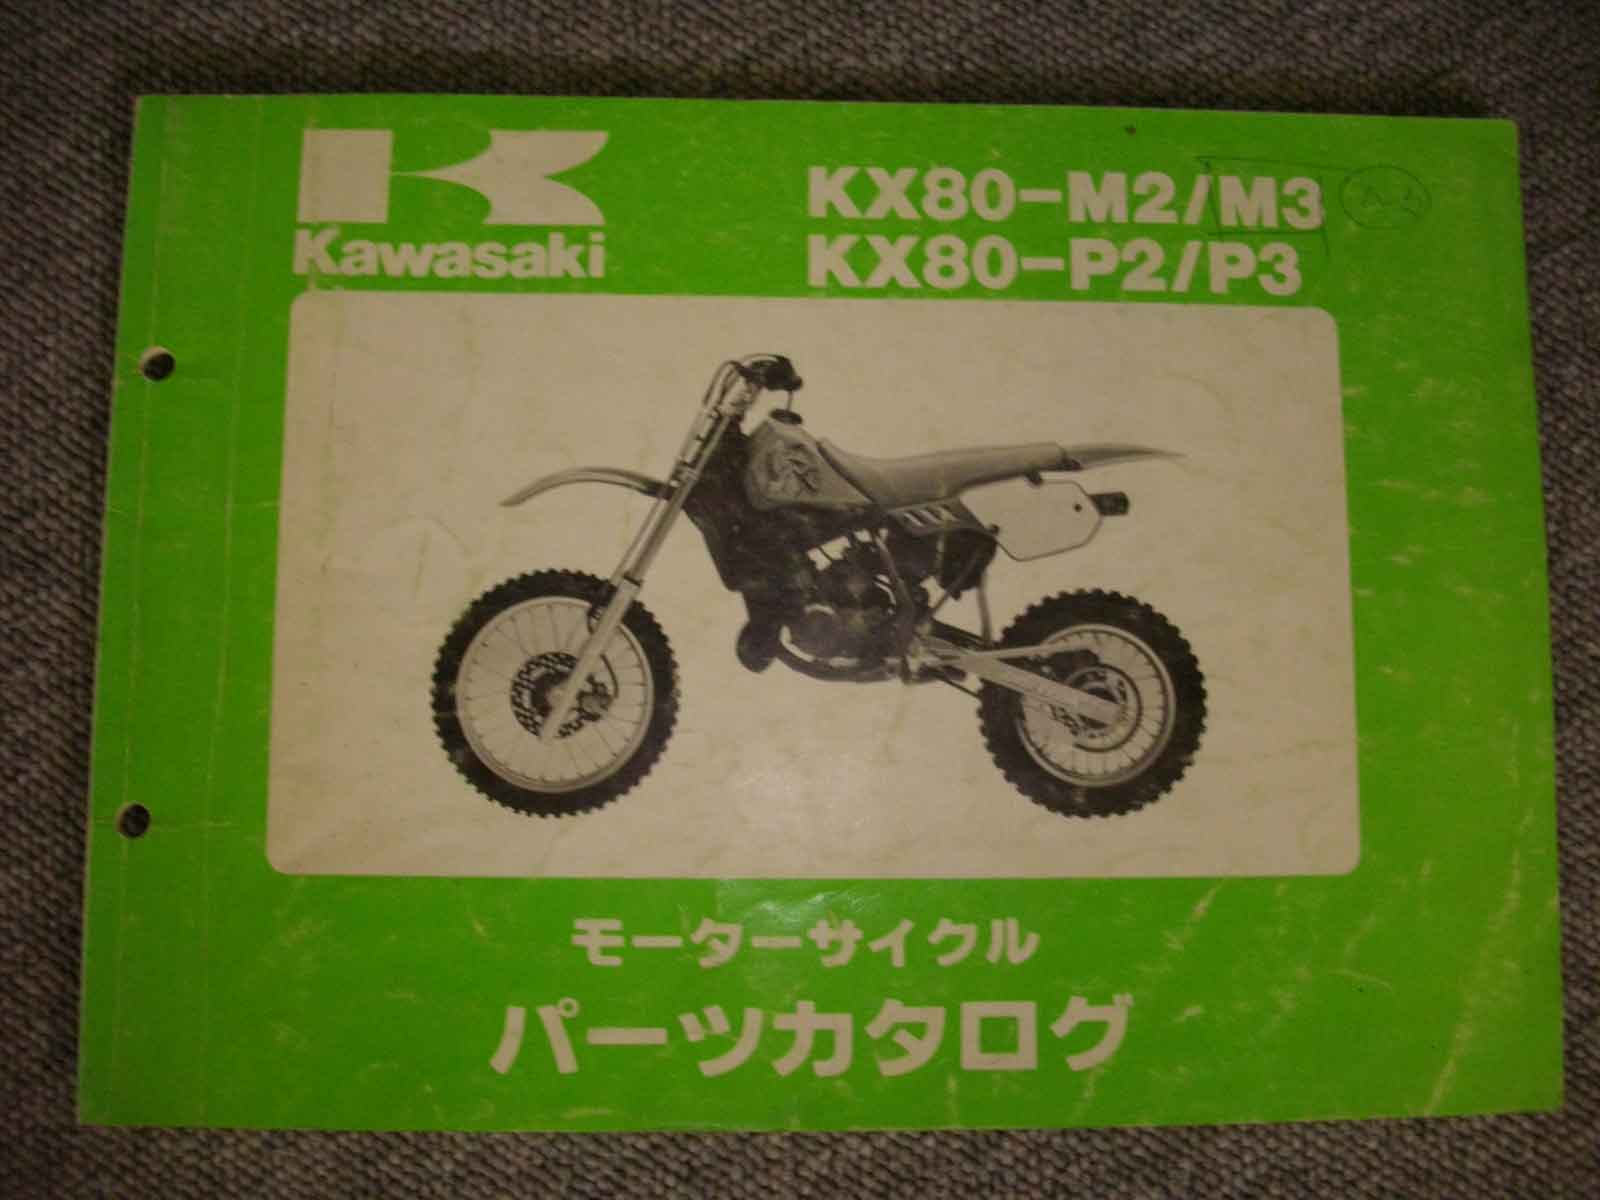 Kawasaki
KX80-M2/M3
KX80-P2/P3
モーターサイクル
パーツカタログ